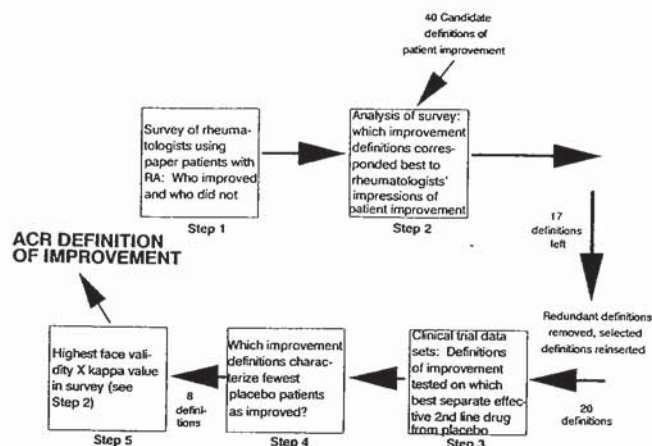 40 Candidate
definitions of
patient improvement
Survey of rheuma-
tologists using
paper patients with
RA: Who improved
and who did not
Step 1
Analysis of survey:
which improvement
definitions corres-
ponded best to
rheumatologists'
impressions of
patient improvement
Step 2
17
definitions
left
Redundant definitions
removed, selected
definitions reinserted
20
definitions
Clinical trial data
sets: Definitions
of improvement
tested on which
best separate effec-
tive 2nd line drug
from placebo
Step 3
Which improvement
definitions charac-
terize fewest
placebo patients
as improved?
Step 4
8
defini-
tions
Highest face vali-
dity X kappa value
in survey (see
Step 2)
Step 5
ACR DEFINITION
OF IMPROVEMENT